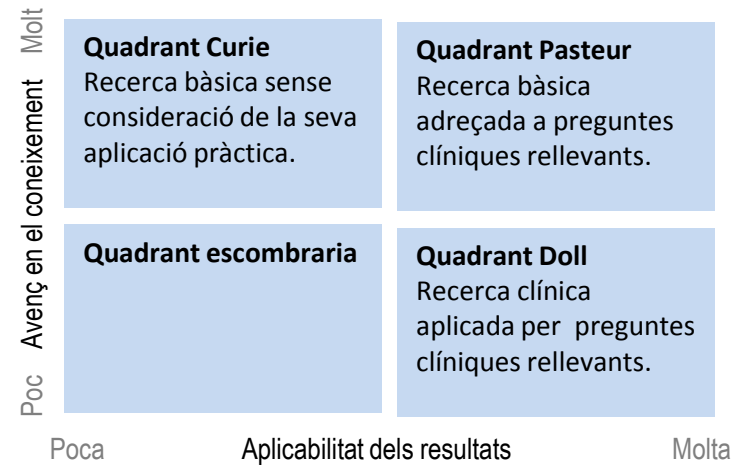 Molt
Avenç en el coneixement
Poc
Quadrant Curie
Recerca bàsica sense
consideració de la seva
aplicació pràctica.
Quadrant Pasteur
Recerca bàsica
adreçada a preguntes
clíniques rellevants.
Quadrant escombraria
Quadrant Doll
Recerca clínica
aplicada per preguntes
clíniques rellevants.
Poca
Aplicabilitat dels resultats
Molta